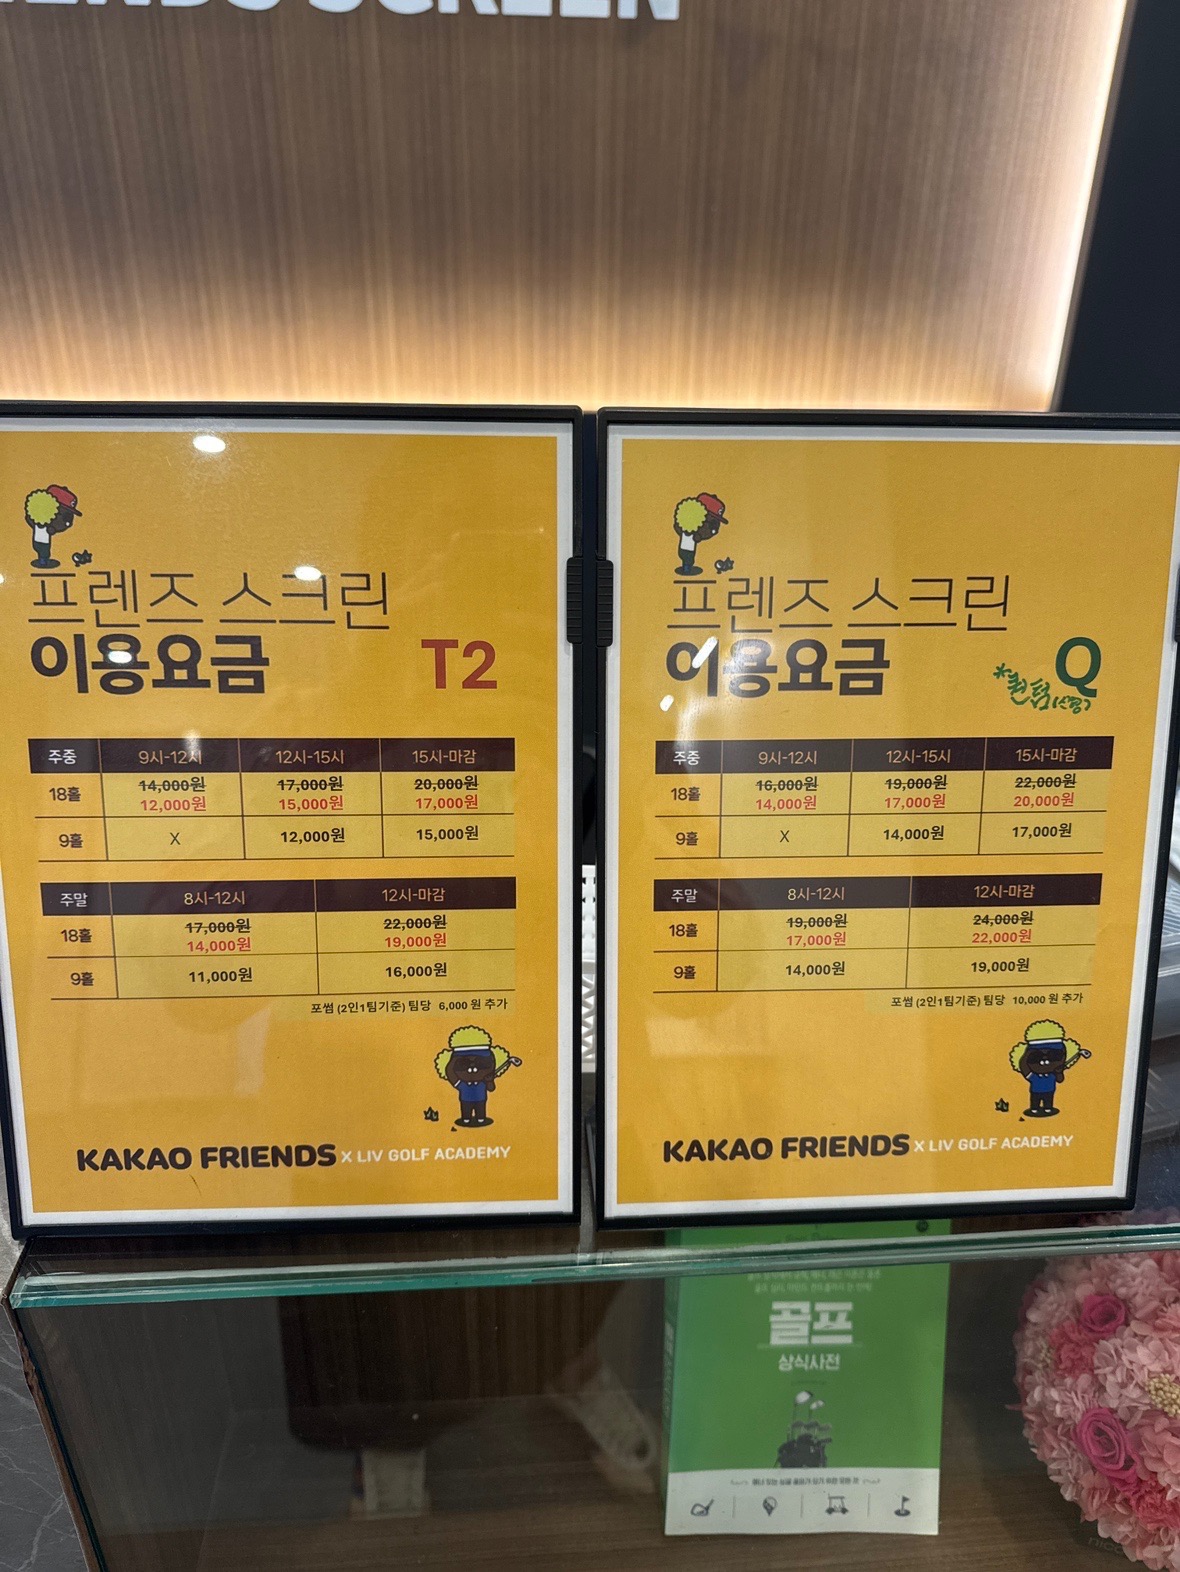 프렌즈 스크린
이용요금 T2
주중 9시-12시 12시-15시 15시-마감
18홀 14,000원 17,000원 20,000원
12,000원 15,000원 17,000원
9홀 X 12,000원 15,000원
주말 8시-12시 12시-마감
18홀 17,000원 22,000원
14,000원 19,000원
9홀 11,000원 16,000원
포썸 (2인1팀기준) 팀당 6,000 원 추가
KAKAO FRIENDS X LIV GOLF ACADEMY
프렌즈 스크린
이용요금 Q
주중 9시-12시 12시-15시 15시-마감
18홀 16,000원 19,000원 22,000원
14,000원 17,000원 20,000원
9홀 X 14,000원 17,000원
주말 8시-12시 12시-마감
18홀 19,000원 24,000원
17,000원 22,000원
9홀 14,000원 19,000원
포썸 (2인1팀기준) 팀당 10,000 원 추가
KAKAO FRIENDS X LIV GOLF ACADEMY
골프
상식사전